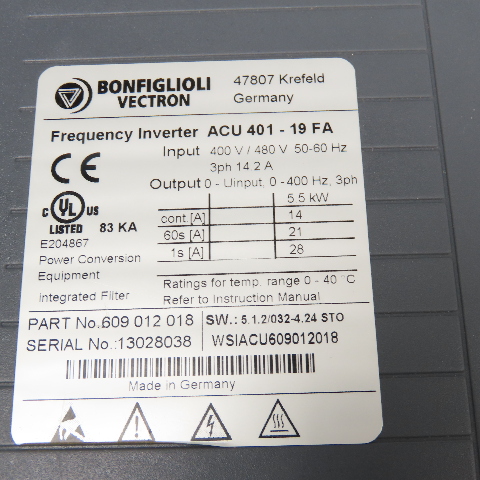 BONFIGLIOLI
VECTRON
47807 Krefeld
Germany
Frequency Inverter ACU 401 - 19 FA
Input 400 V / 480 V 50-60 Hz
3ph 14.2 A
Output 0 - Uinput, 0 -400 Hz, 3ph
5.5 kW
cont.[A] 14
60s [A] 21
1s [A] 28
C UL US
LISTED 83 KA
E204867
Power Conversion
Equipment
Integrated Filter
Ratings for temp. range 0 - 40 °C
Refer to Instruction Manual
PART No.:609 012 018
SW.: 5.1.2/032-4.24 STO
SERIAL No.:13028038
WSIACU609012018
Made in Germany